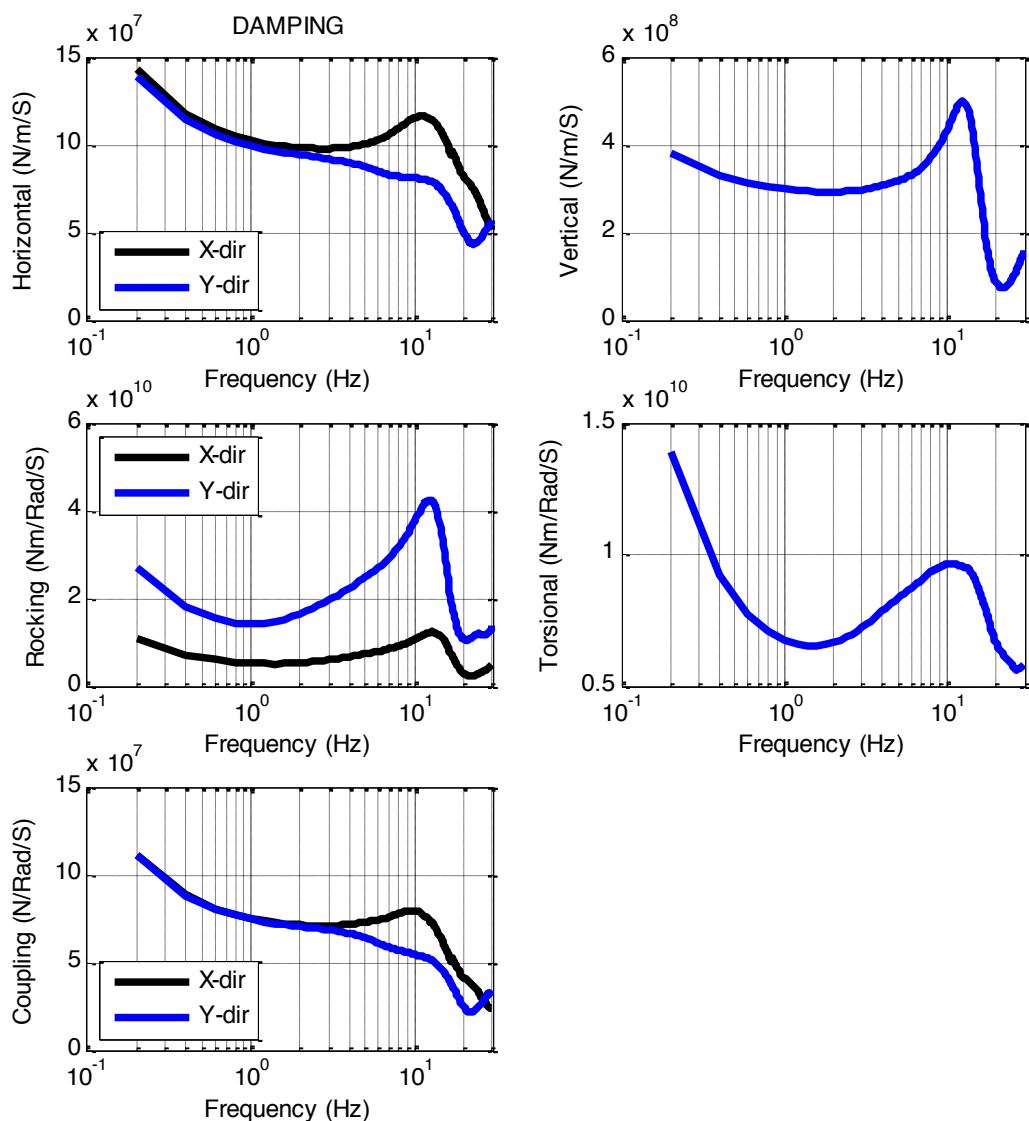 DAMPING
x 10^7
Horizontal (N/m/S)
15
10
5
0
X-dir
Y-dir
10^-1 10^0 10^1
Frequency (Hz)
x 10^8
Vertical (N/m/S)
6
4
2
0
10^-1 10^0 10^1
Frequency (Hz)
x 10^10
Rocking (Nm/Rad/S)
6
4
2
0
X-dir
Y-dir
10^-1 10^0 10^1
Frequency (Hz)
x 10^10
Torsional (Nm/Rad/S)
1.5
1
0.5
10^-1 10^0 10^1
Frequency (Hz)
x 10^7
Coupling (N/Rad/S)
15
10
5
0
X-dir
Y-dir
10^-1 10^0 10^1
Frequency (Hz)